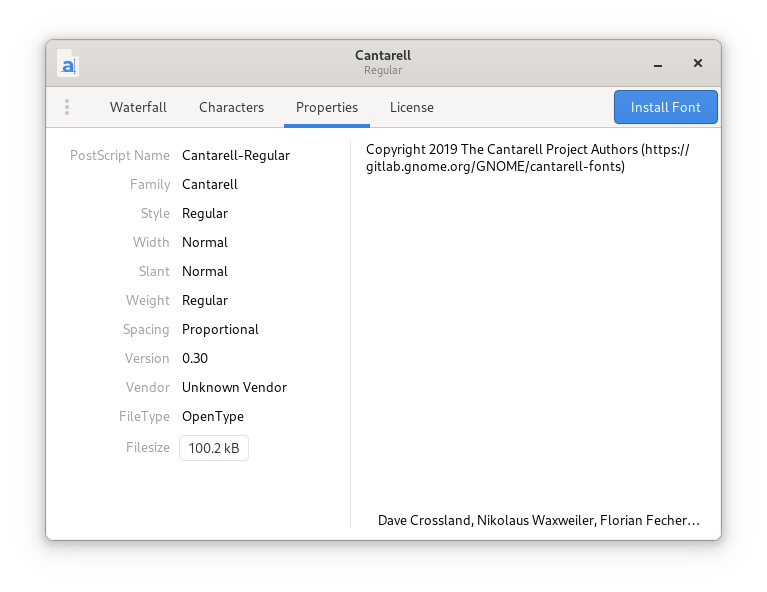 Cantarell
Regular
Waterfall Characters Properties License Install Font
PostScript Name Cantarell-Regular
Family Cantarell
Style Regular
Width Normal
Slant Normal
Weight Regular
Spacing Proportional
Version 0.30
Vendor Unknown Vendor
FileType OpenType
Filesize 100.2 kB
Copyright 2019 The Cantarell Project Authors (https://
gitlab.gnome.org/GNOME/cantarell-fonts)
Dave Crossland, Nikolaus Waxweiler, Florian Fecher…